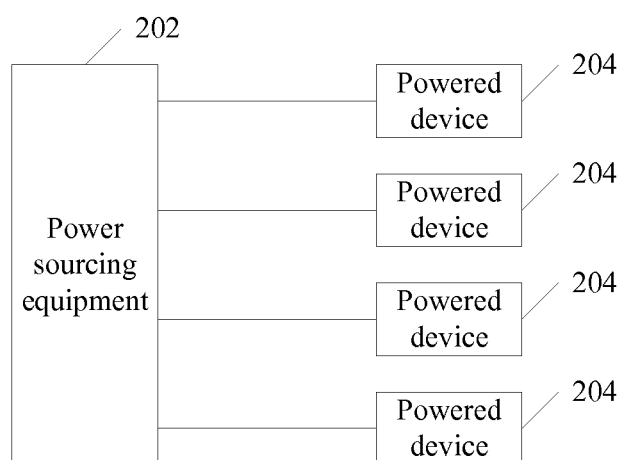 202
204
Powered
device
204
Powered
device
Power
sourcing
equipment
204
Powered
device
204
Powered
device